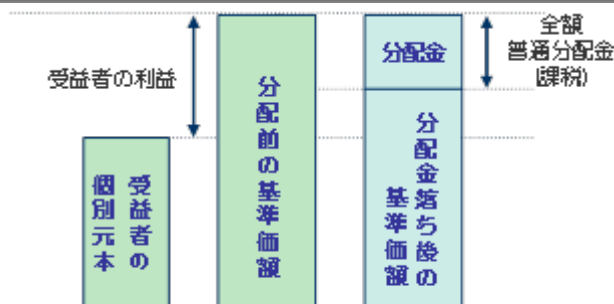 全額
普通分配金
(課税)
受益者の利益
分配金
分配前の基準価額
分配金落ち後の
基準価額
受益者の
個別元本